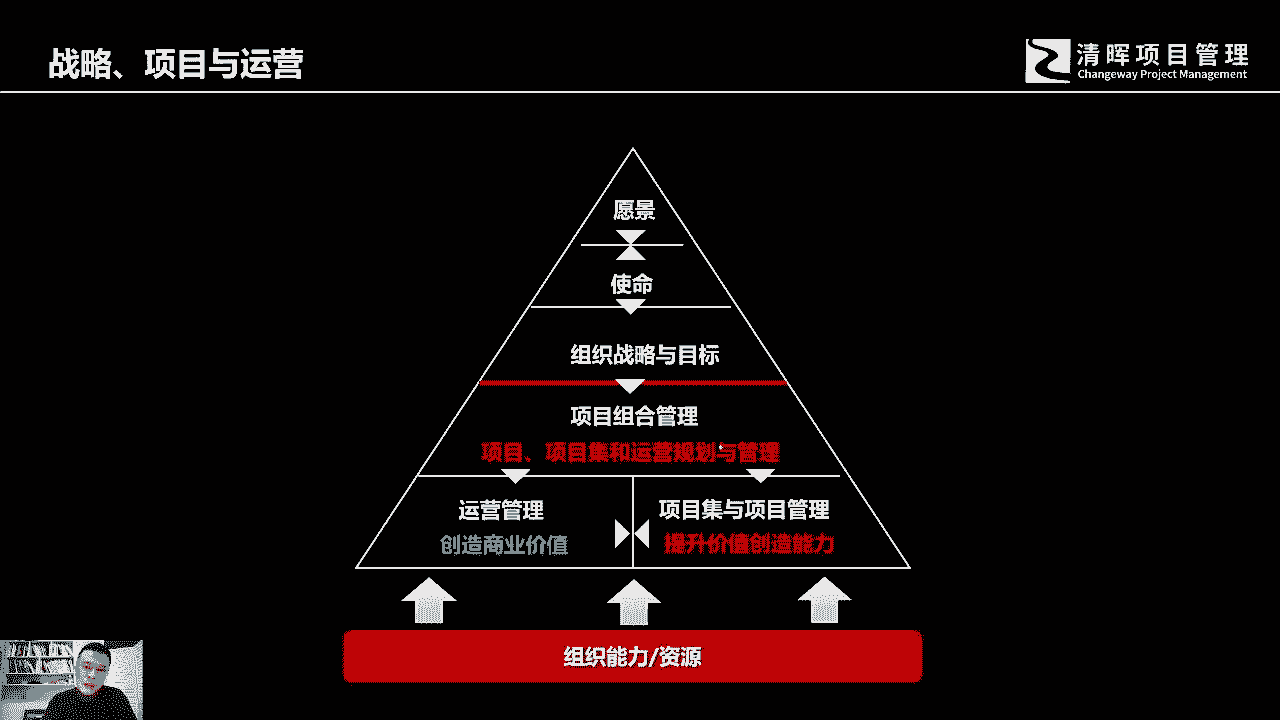 战略、项目与运营
清晖项目管理
Changeway Project Management
愿景
使命
组织战略与目标
项目组合管理
项目、项目集和运营规划与管理
运营管理
项目集与项目管理
创造商业价值
提升价值创造能力
组织能力/资源